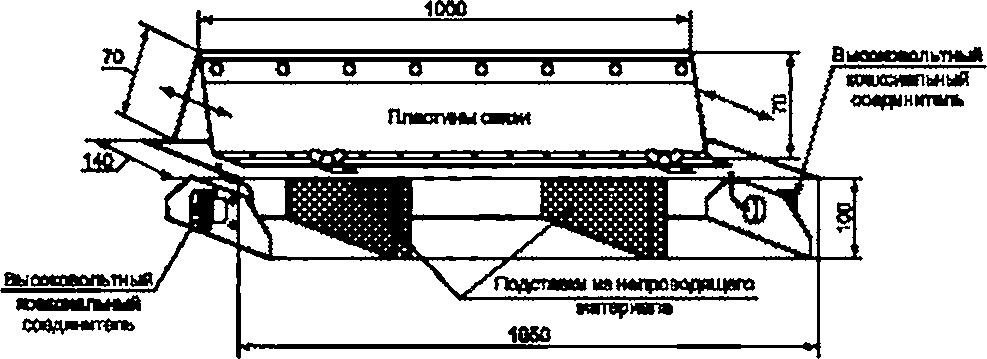 1000
70
Высоковольтный
коаксиальный
соединитель
70
Пластины связи
140
100
Высоковольтный
коаксиальный
соединитель
Подставки из непроводящего
материала
1050